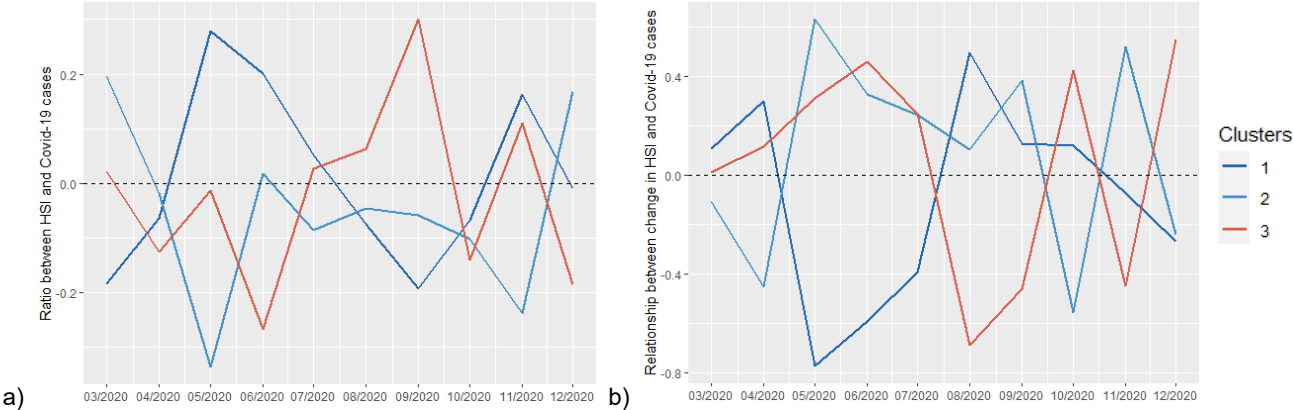 a)
Ratio between HSI and Covid-19 cases
0.2
0.0
-0.2
03/2020 04/2020 05/2020 06/2020 07/2020 08/2020 09/2020 10/2020 11/2020 12/2020
b)
Relationship between change in HSI and Covid-19 cases
0.4
0.0
-0.4
-0.8
03/2020 04/2020 05/2020 06/2020 07/2020 08/2020 09/2020 10/2020 11/2020 12/2020
Clusters
1
2
3